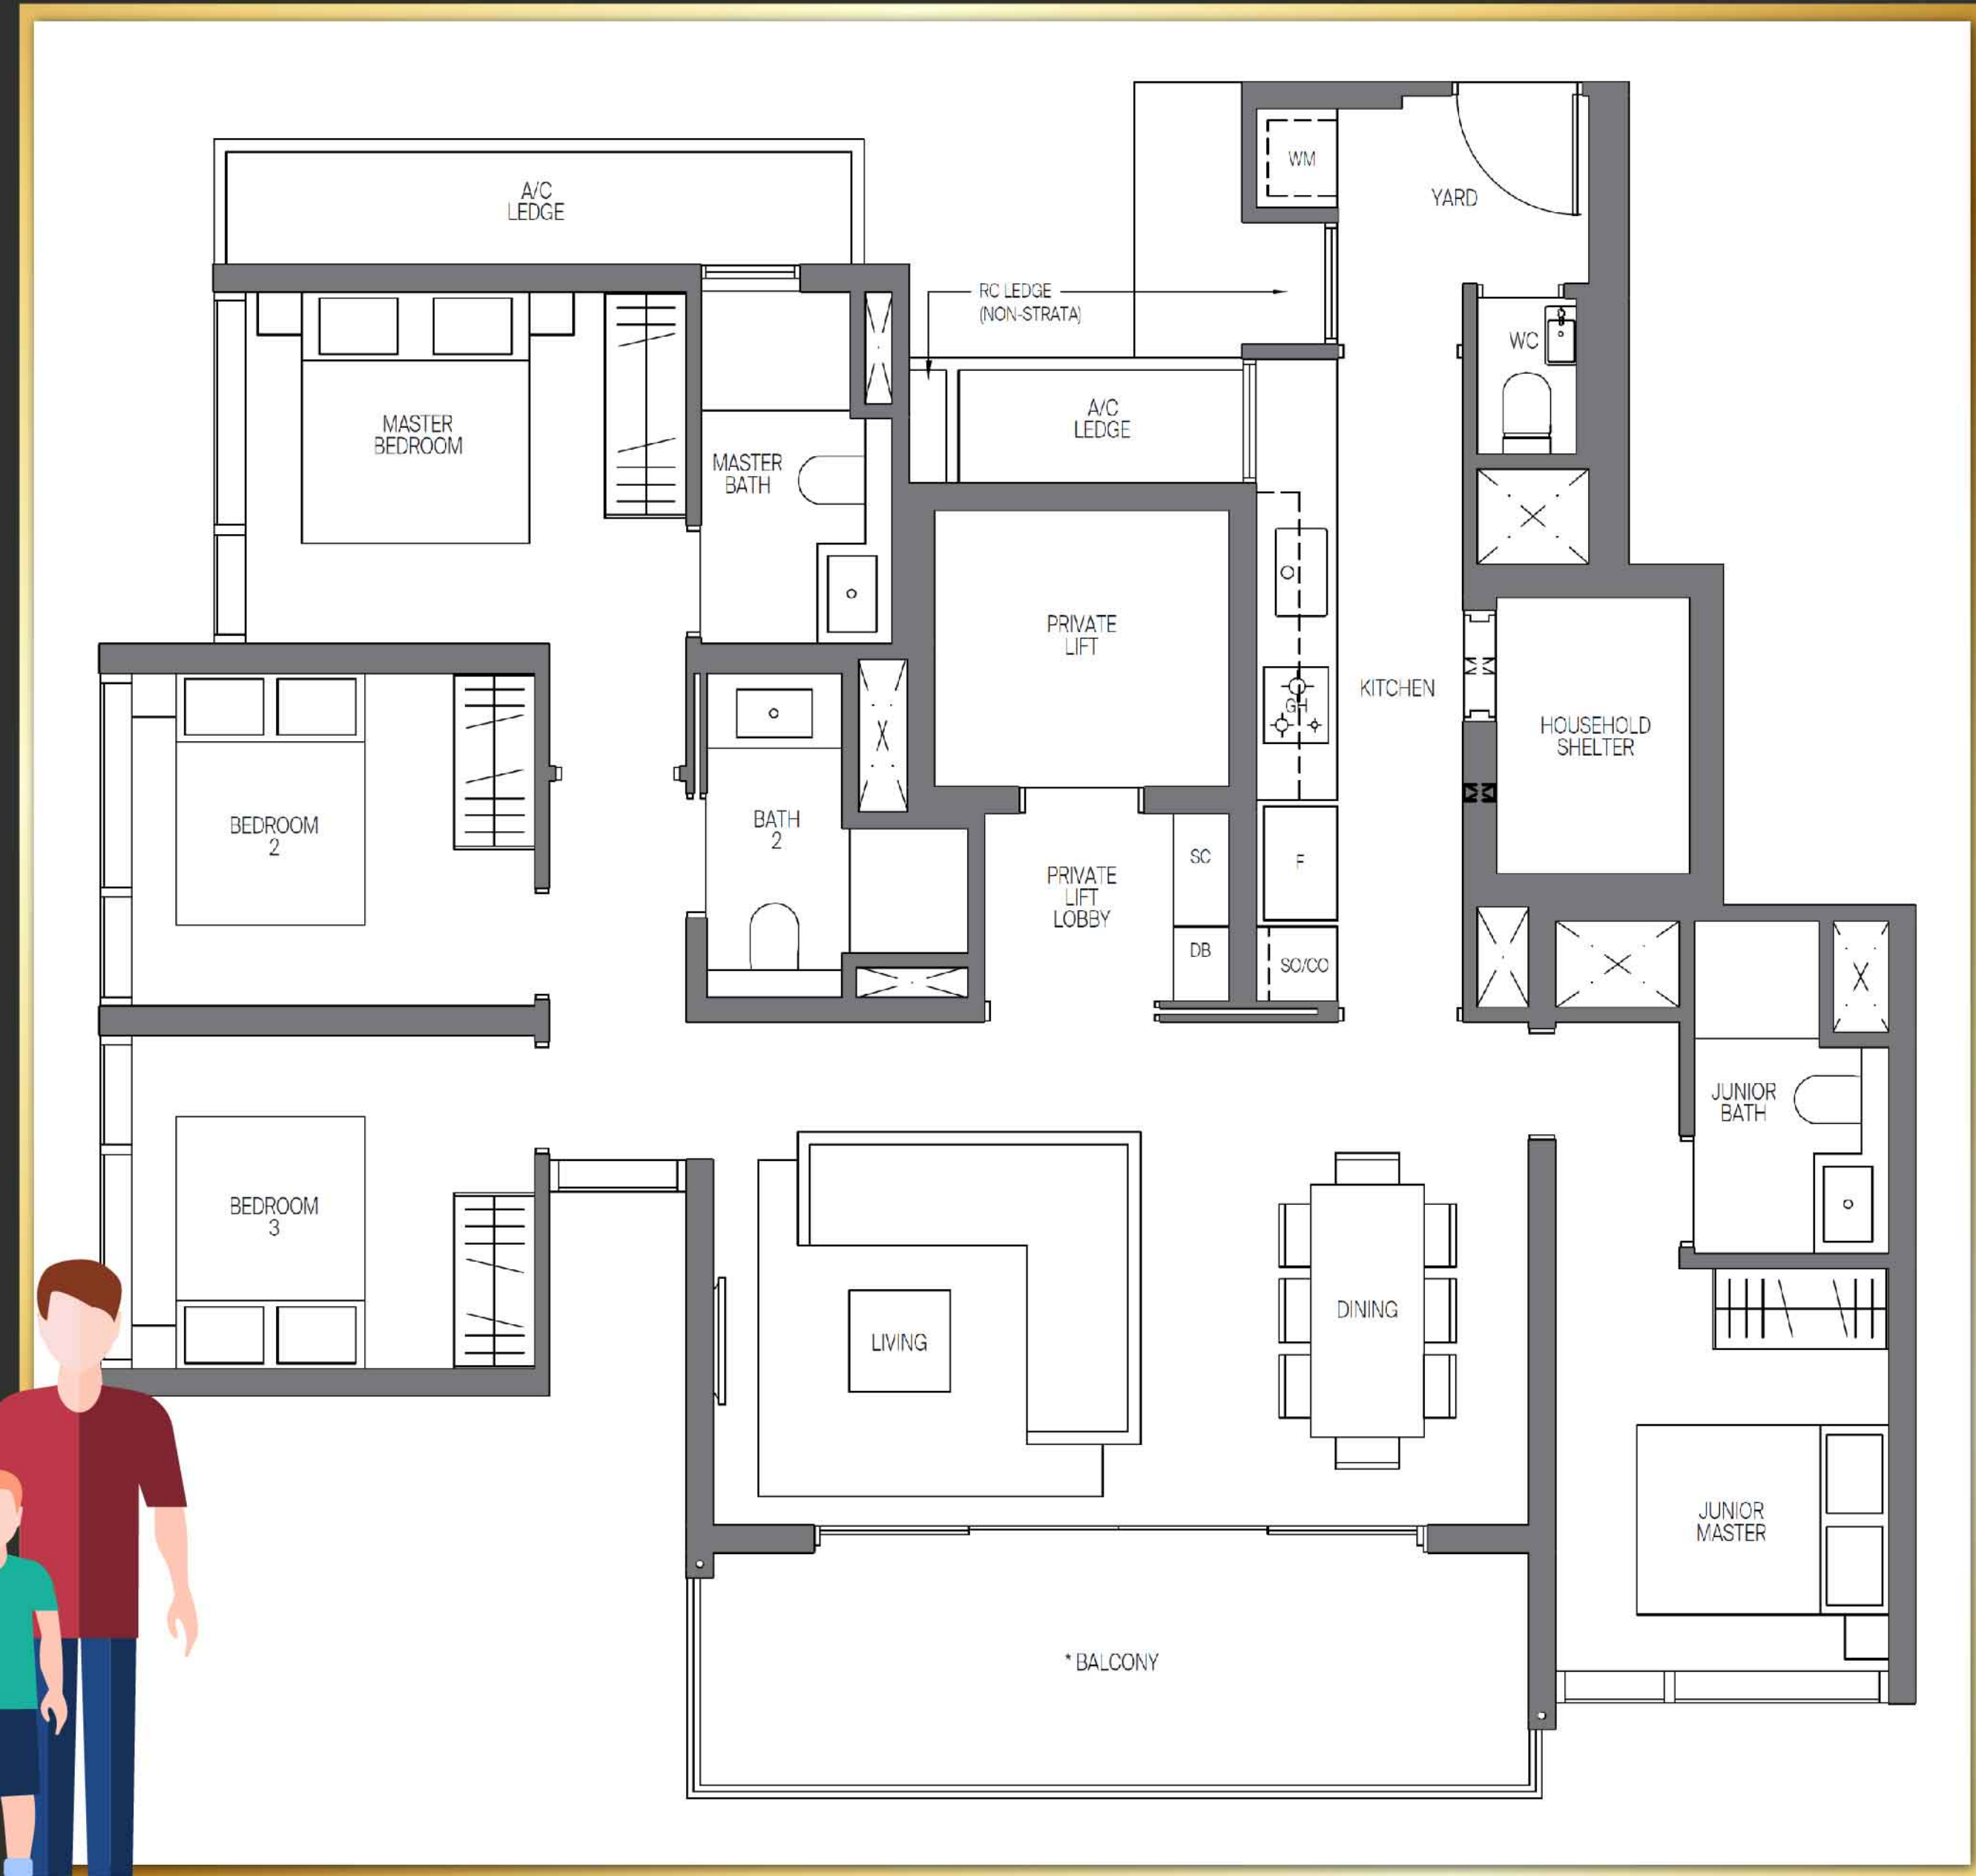 WM
YARD
A/C
LEDGE
RC LEDGE
(NON-STRATA)
WC
A/C
LEDGE
MASTER
BEDROOM
MASTER
BATH
PRIVATE
LIFT
KITCHEN
GH
HOUSEHOLD
SHELTER
BEDROOM
2
BATH
2
PRIVATE
LIFT
LOBBY
SC
F
DB
SO/CO
JUNIOR
BATH
BEDROOM
3
LIVING
DINING
JUNIOR
MASTER
* BALCONY